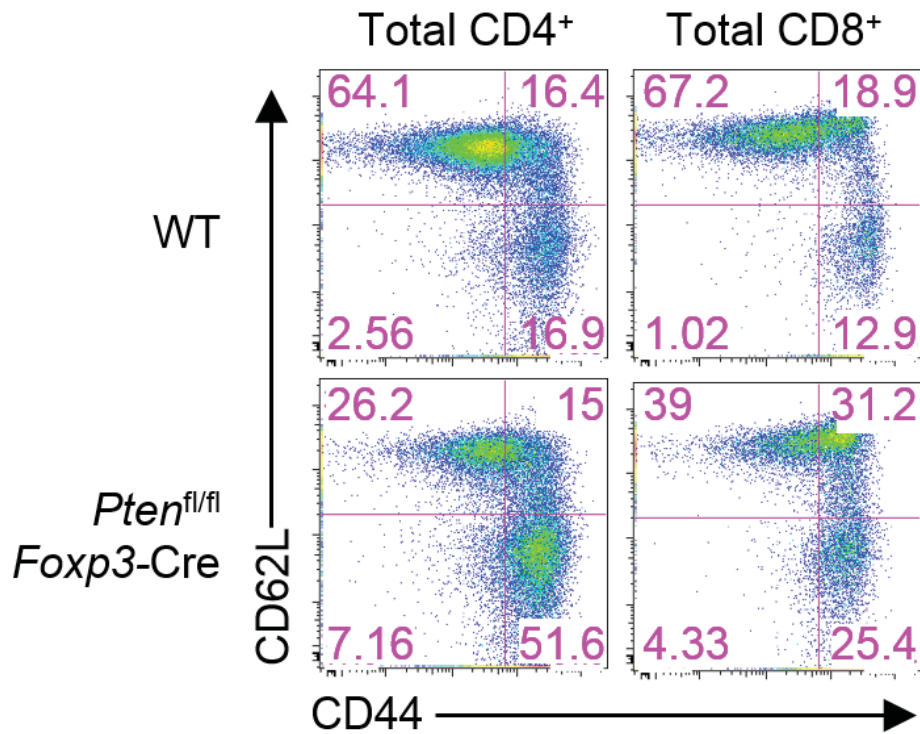 Total CD4⁺ Total CD8⁺
64.1 16.4 67.2 18.9
WT
2.56 16.9 1.02 12.9
26.2 15 39 31.2
Pten^fl/fl
Foxp3-Cre
CD62L
7.16 51.6 4.33 25.4
CD44